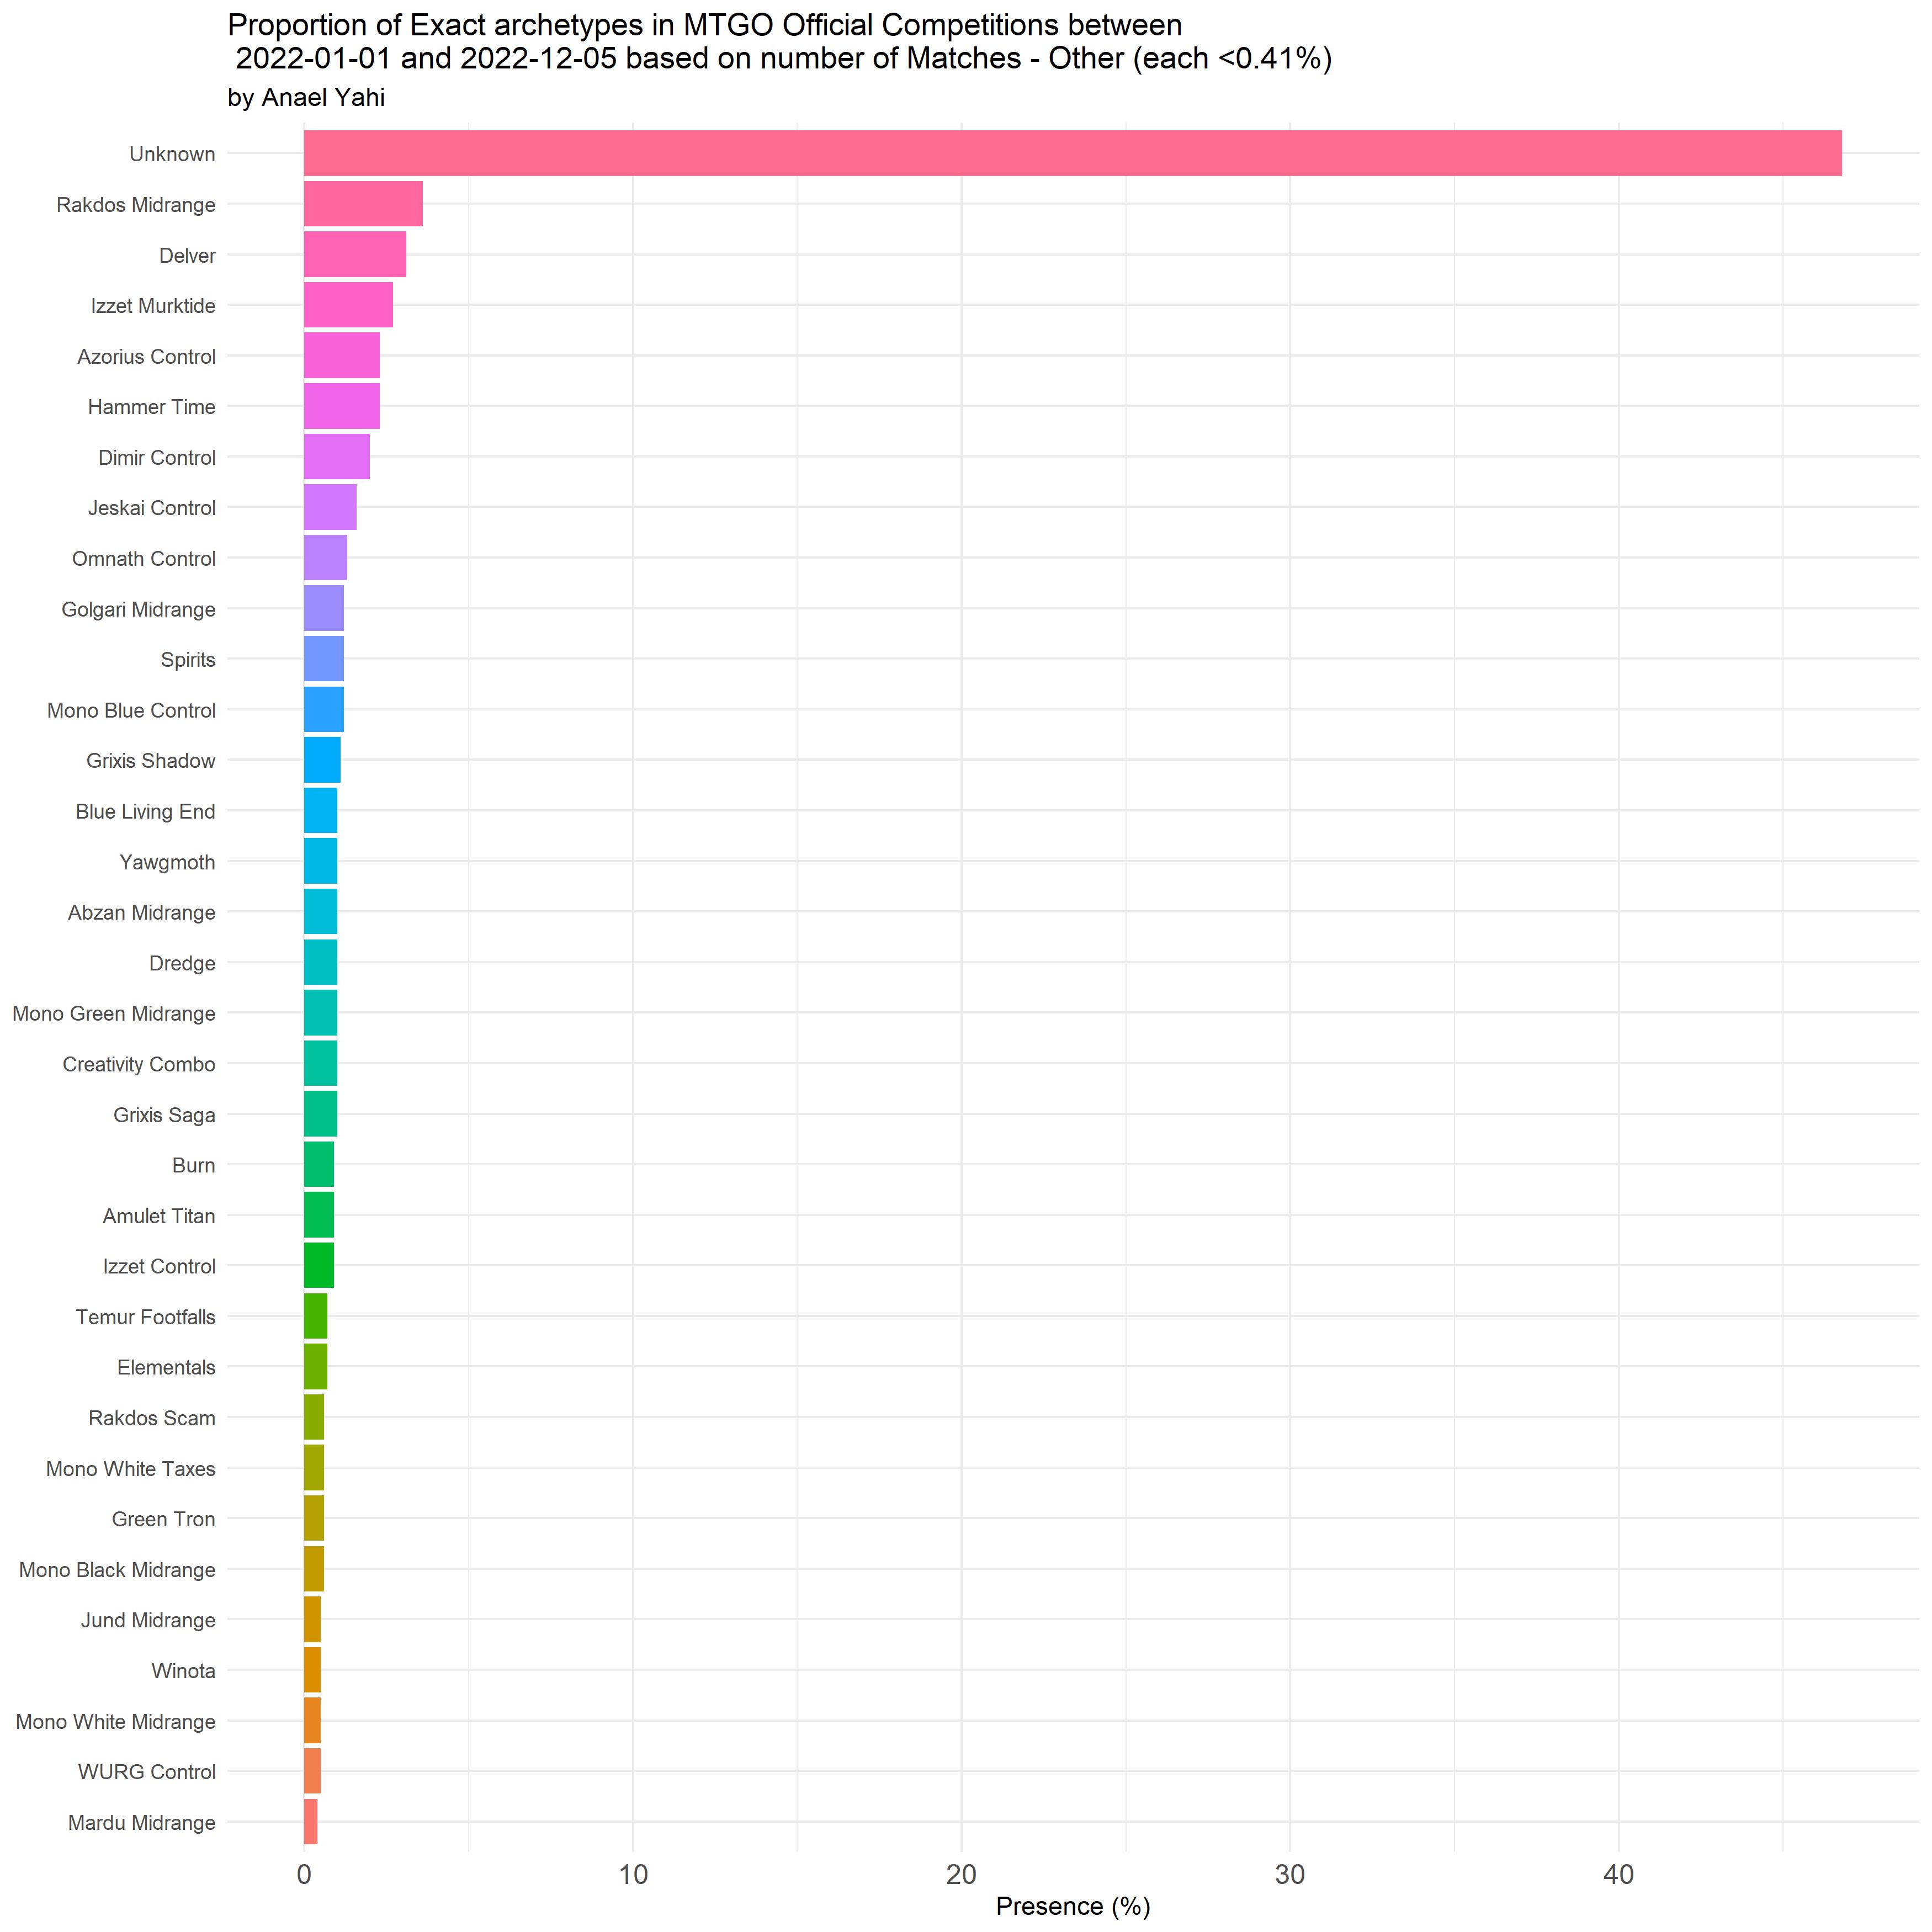 Proportion of Exact archetypes in MTGO Official Competitions between
2022-01-01 and 2022-12-05 based on number of Matches - Other (each <0.41%)
by Anael Yahi
Unknown
Rakdos Midrange
Delver
Izzet Murktide
Azorius Control
Hammer Time
Dimir Control
Jeskai Control
Omnath Control
Golgari Midrange
Spirits
Mono Blue Control
Grixis Shadow
Blue Living End
Yawgmoth
Abzan Midrange
Dredge
Mono Green Midrange
Creativity Combo
Grixis Saga
Burn
Amulet Titan
Izzet Control
Temur Footfalls
Elementals
Rakdos Scam
Mono White Taxes
Green Tron
Mono Black Midrange
Jund Midrange
Winota
Mono White Midrange
WURG Control
Mardu Midrange
0 10 20 30 40
Presence (%)